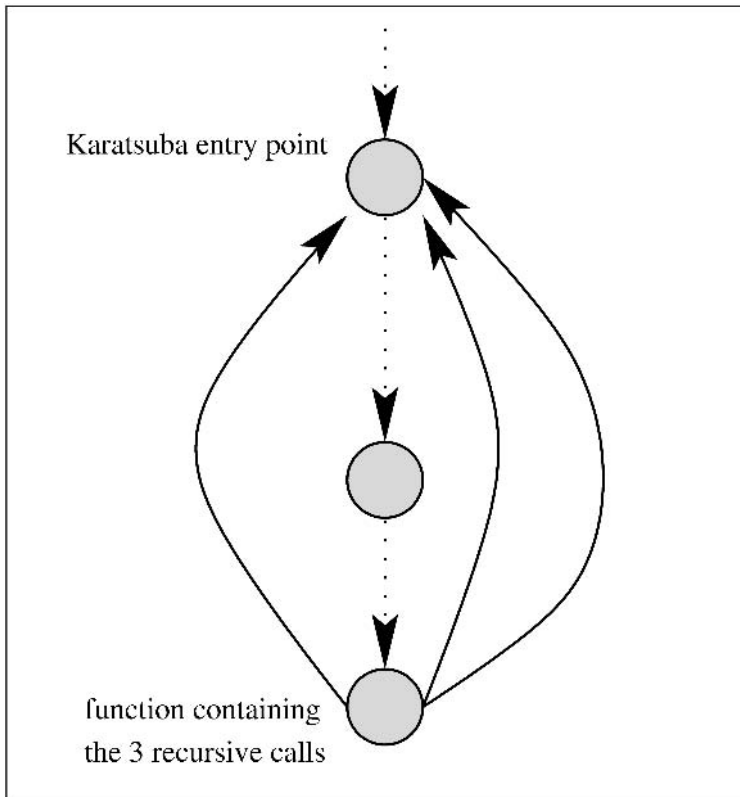 Karatsuba entry point
function containing
the 3 recursive calls